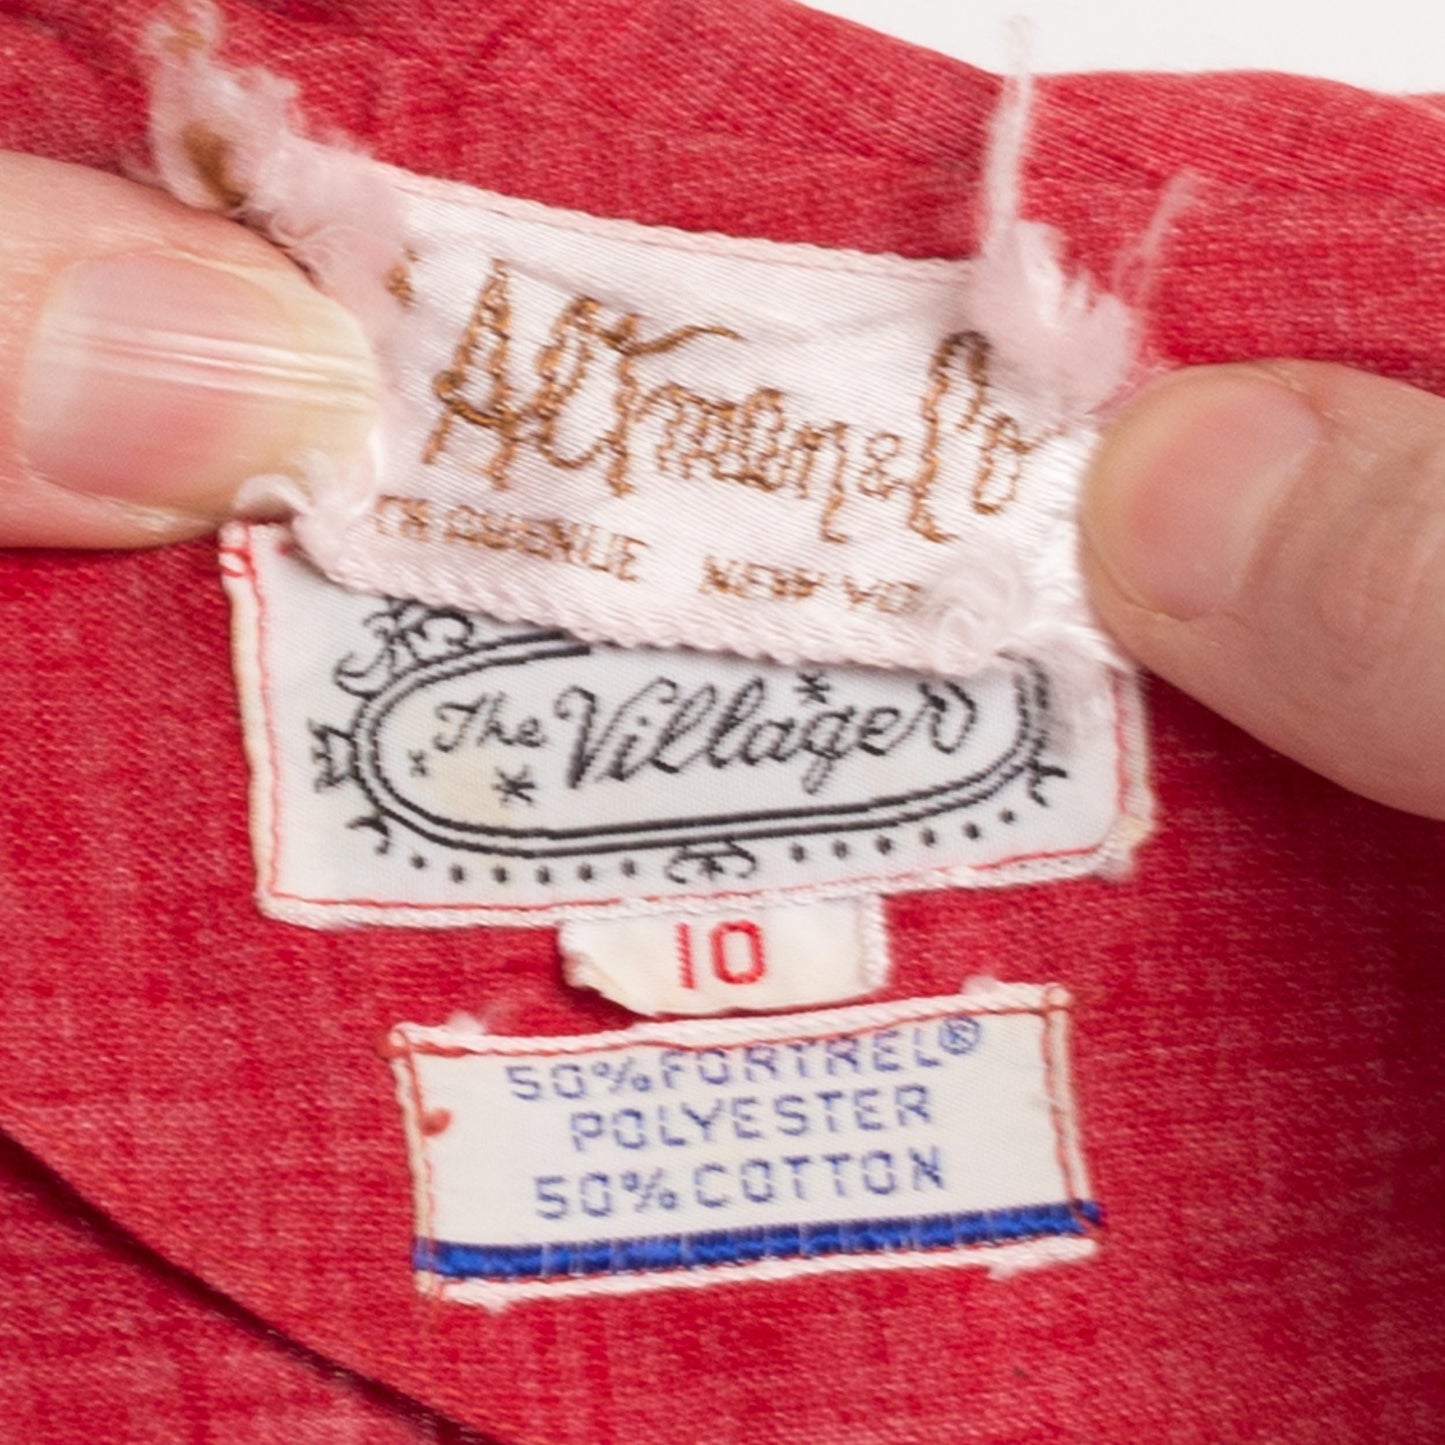 Altman & Co
AVENUE NEW YO
The Villager
10
50% FORTREL®
POLYESTER
50% COTTON